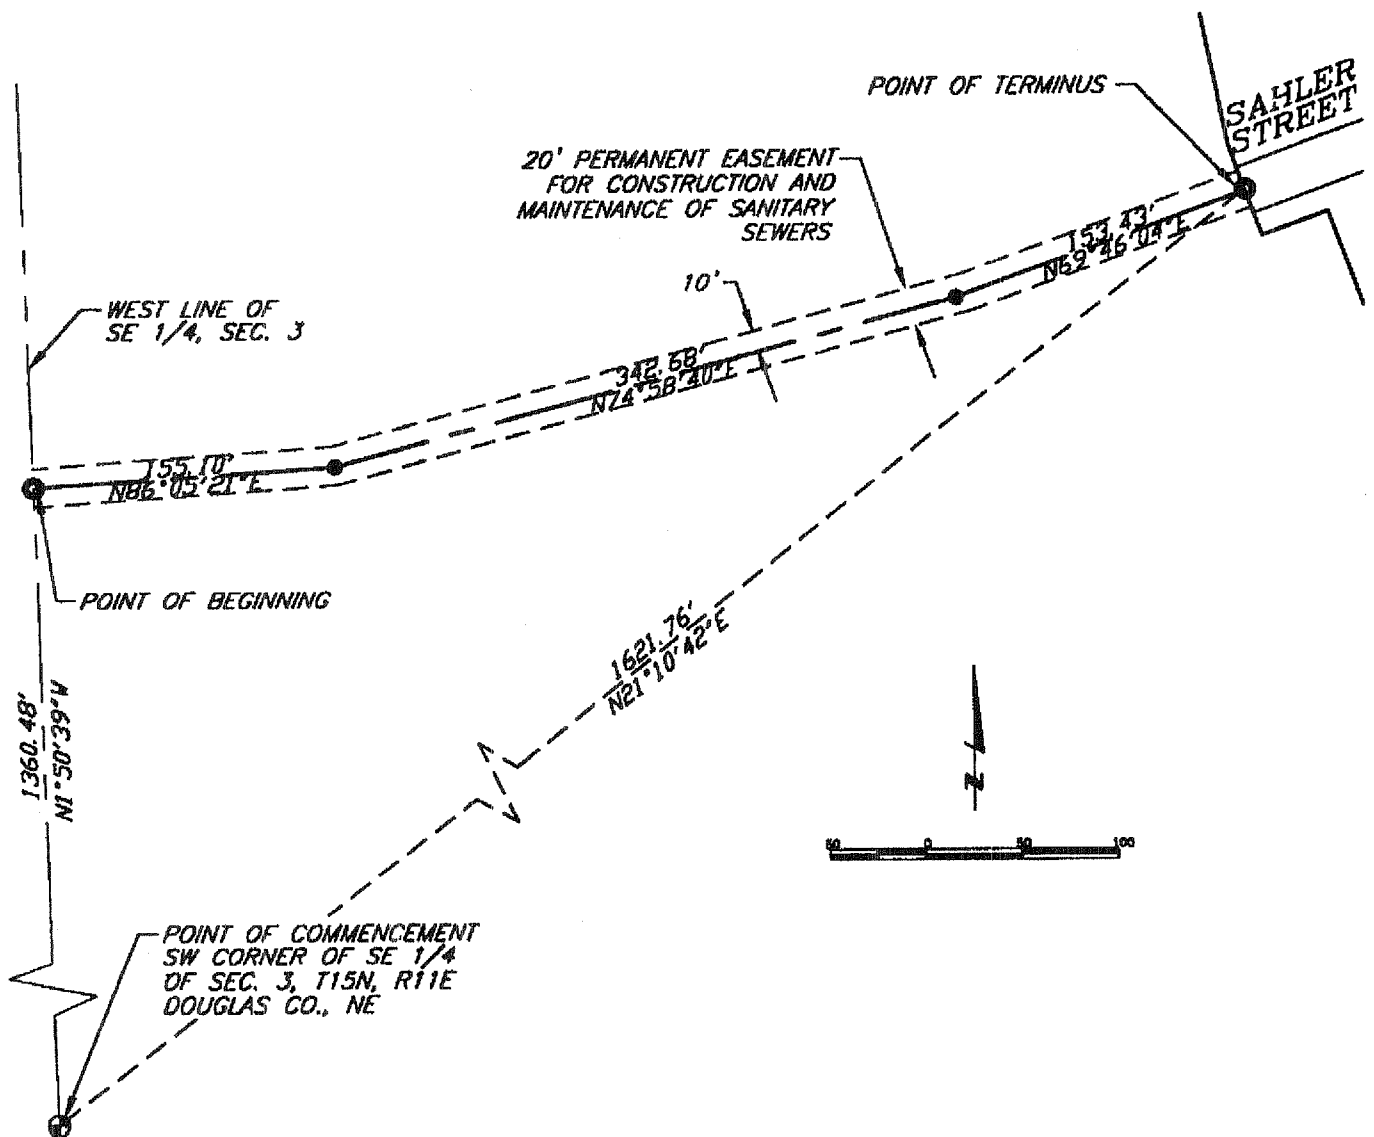 SAHLER
STREET
POINT OF TERMINUS
20' PERMANENT EASEMENT
FOR CONSTRUCTION AND
MAINTENANCE OF SANITARY
SEWERS
153.43'
N69°46'04"E
10'
WEST LINE OF
SE 1/4, SEC. 3
342.68'
N74°58'40"E
155.10'
N86°05'21"E
POINT OF BEGINNING
1621.76'
N21°10'42"E
1360.48'
N1°50'39"W
N
50 0 50 100
POINT OF COMMENCEMENT
SW CORNER OF SE 1/4
OF SEC. 3, T15N, R11E
DOUGLAS CO., NE